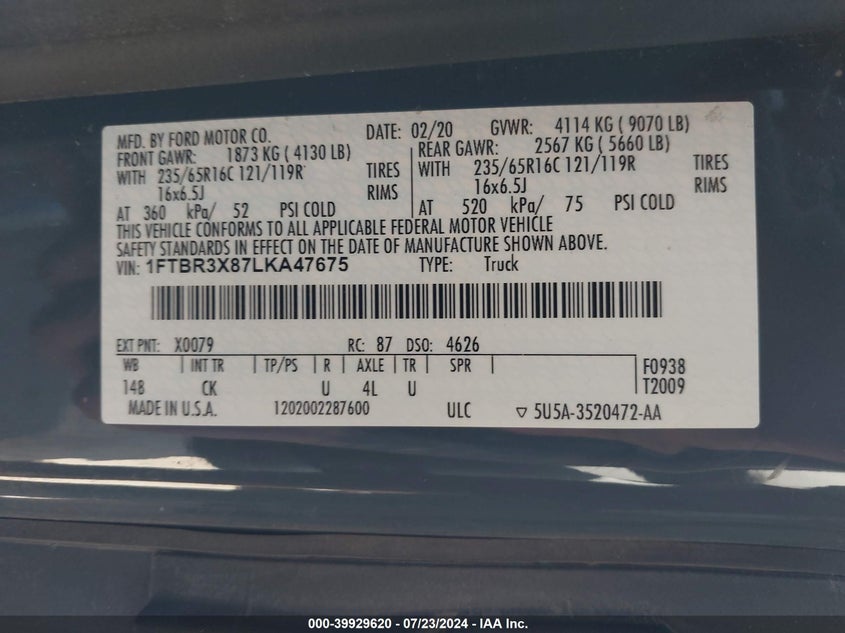 MFD. BY FORD MOTOR CO. DATE: 02/20 GVWR: 4114 KG ( 9070 LB)
FRONT GAWR: 1873 KG ( 4130 LB) REAR GAWR: 2567 KG ( 5660 LB)
WITH 235/65R16C 121/119R TIRES WITH 235/65R16C 121/119R TIRES
16x6.5J RIMS 16x6.5J RIMS
AT 360 kPa/ 52 PSI COLD AT 520 kPa/ 75 PSI COLD
THIS VEHICLE CONFORMS TO ALL APPLICABLE FEDERAL MOTOR VEHICLE
SAFETY STANDARDS IN EFFECT ON THE DATE OF MANUFACTURE SHOWN ABOVE.
VIN: 1FTBR3X87LKA47675 TYPE: Truck
EXT PNT: X0079 RC: 87 DSO: 4626
WB INT TR TP/PS R AXLE TR SPR F0938
148 CK U 4L U T2009
MADE IN U.S.A. 1202002287600 ULC ▽ 5U5A-3520472-AA
000-39929620 - 07/23/2024 - IAA Inc.